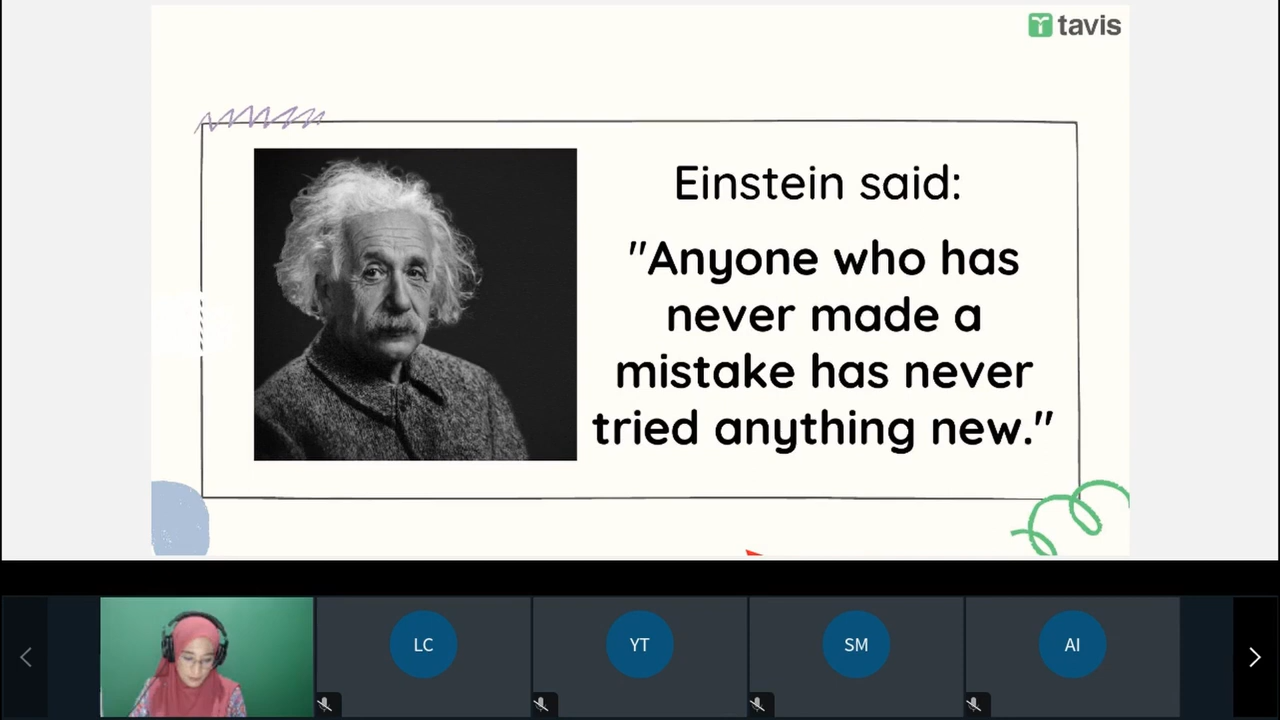 tavis
Einstein said:
"Anyone who has
never made a
mistake has never
tried anything new."
LC
YT
SM
AI